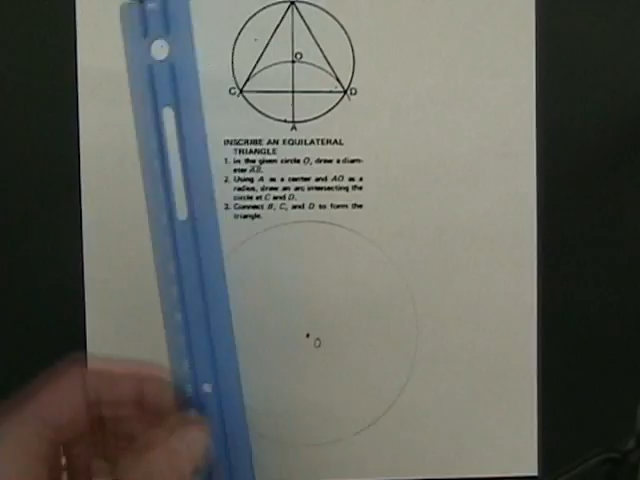 O
C
D
A
INSCRIBE AN EQUILATERAL
TRIANGLE
1. In the given circle O, draw a diam-
eter AB.
2. Using A as a center and AO as a
radius, draw an arc intersecting the
circle at C and D.
3. Connect B, C, and D to form the
triangle.
O